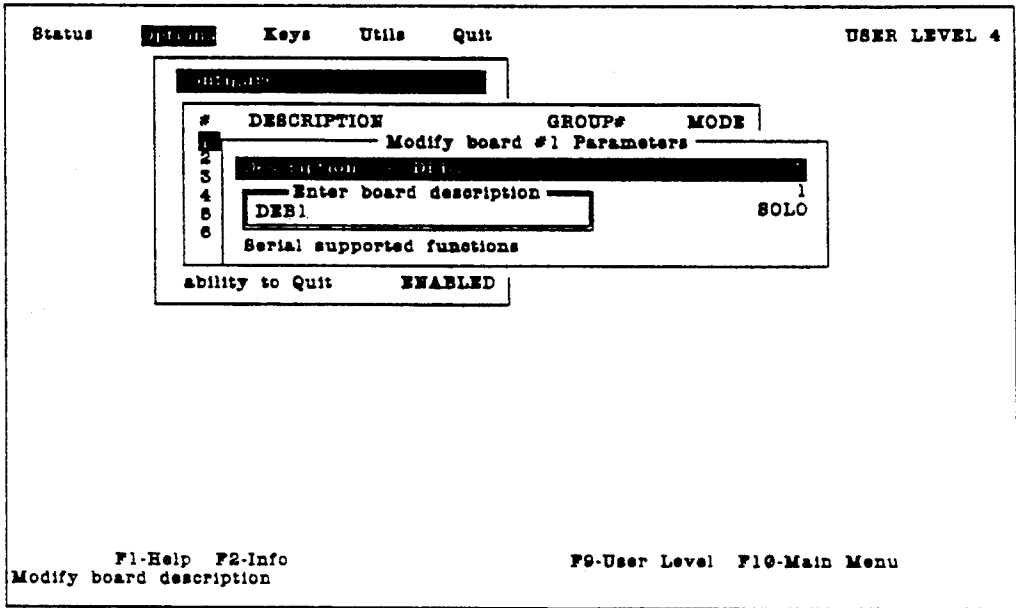 Status Options Keys Utils Quit USER LEVEL 4
# DESCRIPTION GROUP# MODE
1 Modify board #1 Parameters
2
3 Description
4 Enter board description 1
5 DEB1 SOLO
6
Serial supported functions
ability to Quit ENABLED
F1-Help F2-Info F9-User Level F10-Main Menu
Modify board description